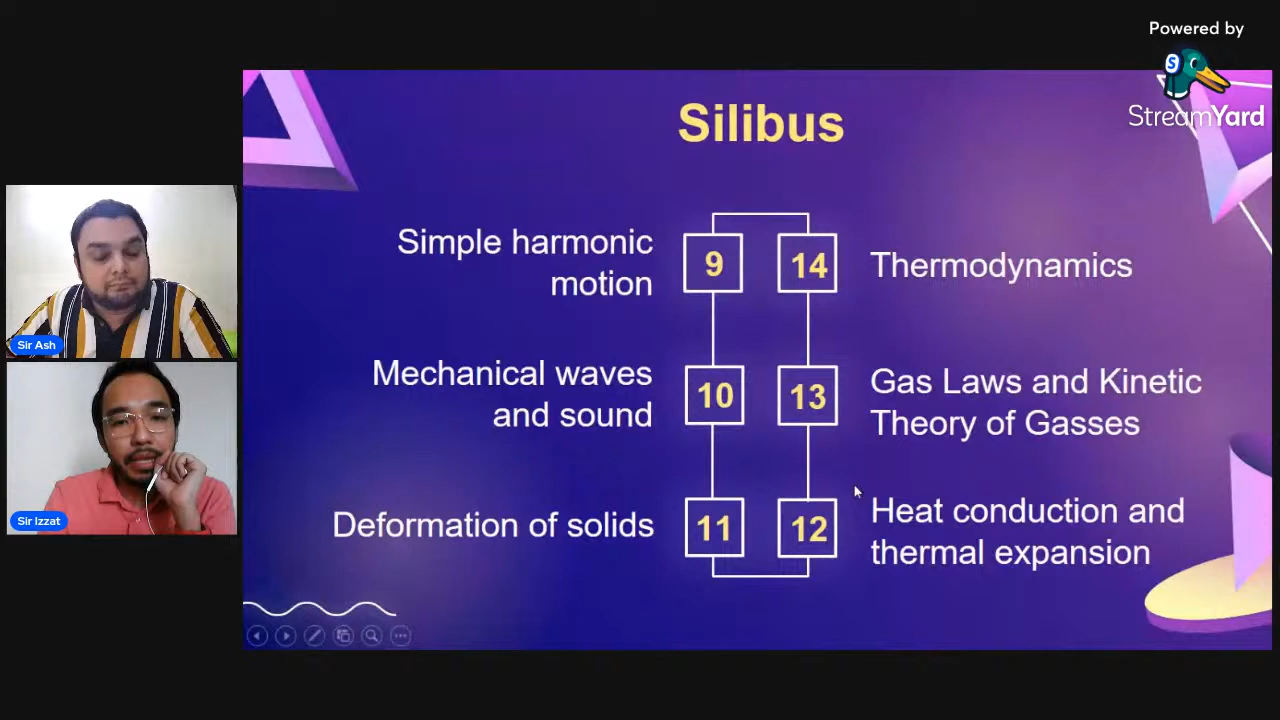 Powered by
S
StreamYard
Silibus
Simple harmonic
motion
9
14
Thermodynamics
Mechanical waves
and sound
10
13
Gas Laws and Kinetic
Theory of Gasses
Deformation of solids
11
12
Heat conduction and
thermal expansion
Sir Ash
Sir Izzat